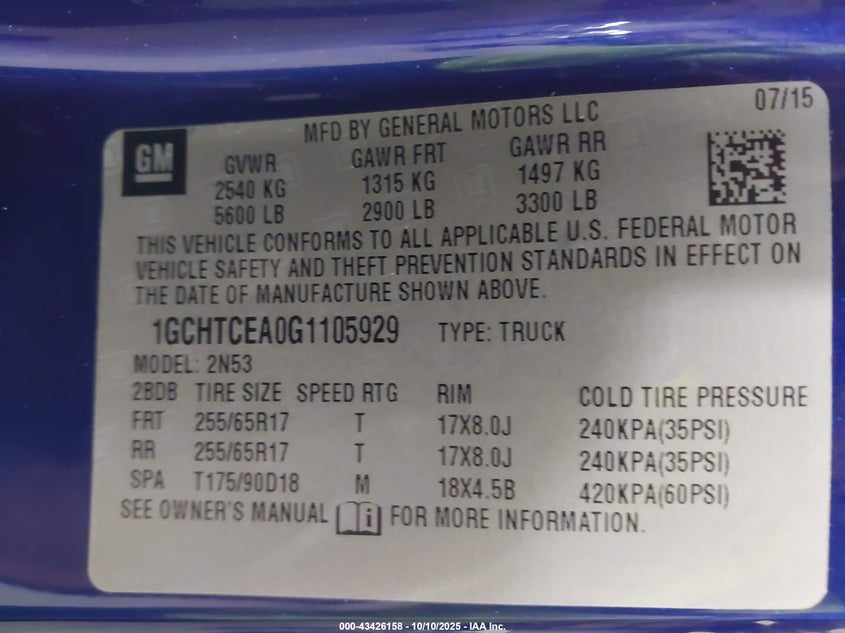 07/15
MFD BY GENERAL MOTORS LLC
GM
GVWR GAWR FRT GAWR RR
2540 KG 1315 KG 1497 KG
5600 LB 2900 LB 3300 LB
THIS VEHICLE CONFORMS TO ALL APPLICABLE U.S. FEDERAL MOTOR
VEHICLE SAFETY AND THEFT PREVENTION STANDARDS IN EFFECT ON
THE DATE OF MANUFACTURE SHOWN ABOVE.
1GCHTCEA0G1105929 TYPE: TRUCK
MODEL: 2N53
2BDB TIRE SIZE SPEED RTG RIM COLD TIRE PRESSURE
FRT 255/65R17 T 17X8.0J 240KPA(35PSI)
RR 255/65R17 T 17X8.0J 240KPA(35PSI)
SPA T175/90D18 M 18X4.5B 420KPA(60PSI)
SEE OWNER'S MANUAL i FOR MORE INFORMATION.
000-43426158 - 10/10/2025 - IAA Inc.